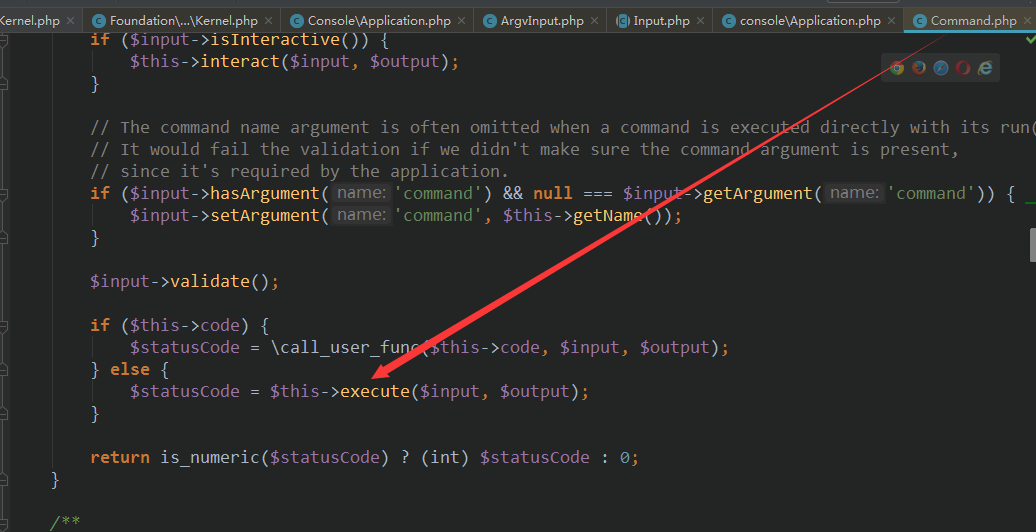 Kernel.php Foundation\...\Kernel.php Console\Application.php ArgvInput.php Input.php console\Application.php Command.php
if ($input->isInteractive()) {
$this->interact($input, $output);
}
// The command name argument is often omitted when a command is executed directly with its run(
// It would fail the validation if we didn't make sure the command argument is present,
// since it's required by the application.
if ($input->hasArgument( name: 'command') && null === $input->getArgument( name: 'command')) {
$input->setArgument( name: 'command', $this->getName());
}
$input->validate();
if ($this->code) {
$statusCode = \call_user_func($this->code, $input, $output);
} else {
$statusCode = $this->execute($input, $output);
}
return is_numeric($statusCode) ? (int) $statusCode : 0;
}
/**